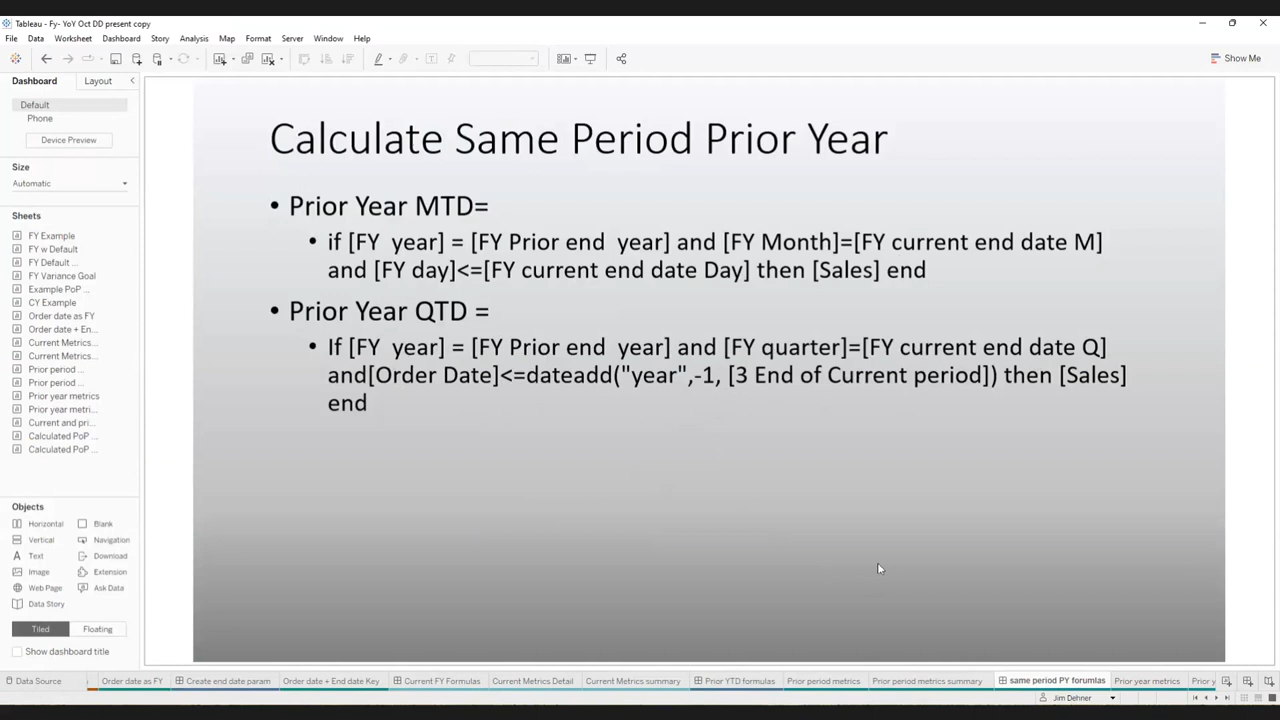 Tableau - Fy- YoY Oct DD present copy
File Data Worksheet Dashboard Story Analysis Map Format Server Window Help
Show Me
Dashboard Layout
Default
Phone
Device Preview
Size
Automatic
Sheets
FY Example
FY w Default
FY Default ...
FY Variance Goal
Example PoP ...
CY Example
Order date as FY
Order date + En...
Current Metrics...
Current Metrics...
Prior period ...
Prior period ...
Prior year metrics
Prior year metri...
Current and pri...
Calculated PoP ...
Calculated PoP ...
Objects
Horizontal Blank
Vertical Navigation
Text Download
Image Extension
Web Page Ask Data
Data Story
Tiled Floating
Show dashboard title
Calculate Same Period Prior Year
• Prior Year MTD=
• if [FY year] = [FY Prior end year] and [FY Month]=[FY current end date M]
and [FY day]<=[FY current end date Day] then [Sales] end
• Prior Year QTD =
• If [FY year] = [FY Prior end year] and [FY quarter]=[FY current end date Q]
and[Order Date]<=dateadd("year",-1, [3 End of Current period]) then [Sales]
end
Data Source Order date as FY Create end date param Order date + End date Key Current FY Formulas Current Metrics Detail Current Metrics summary Prior YTD formulas Prior period metrics Prior period metrics summary same period PY forumlas Prior year metrics Prior y
Jim Dehner